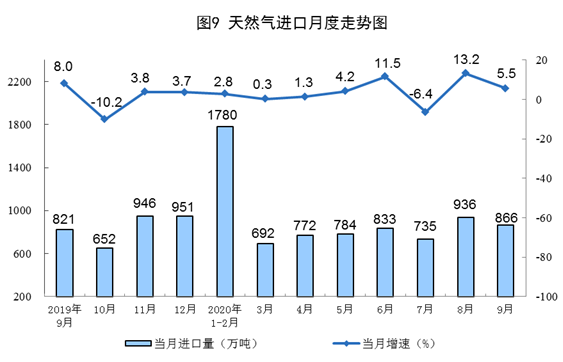 图9 天然气进口月度走势图
8.0 -10.2 3.8 3.7 2.8 0.3 1.3 4.2 11.5 -6.4 13.2 5.5
2200 1800 1400 1000 600 200
20 0 -20 -40 -60 -80 -100
821 652 946 951 1780 692 772 784 833 735 936 866
2019年 10月 11月 12月 2020年 3月 4月 5月 6月 7月 8月 9月
9月 1-2月
当月进口量（万吨） 当月增速（%）